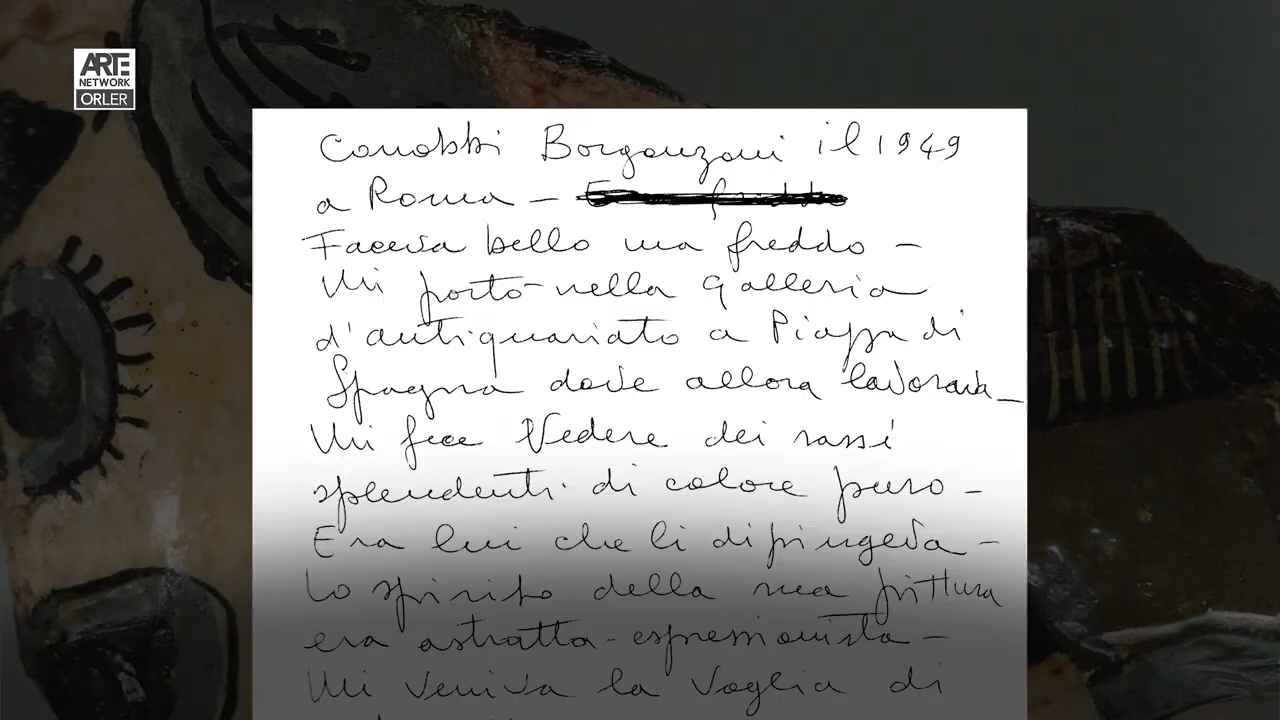 ARTE
NETWORK
ORLER
Conobbi Borgonzoni il 1949
a Roma – freddo
Faceva bello ma freddo –
Mi portò nella galleria
d'antiquariato a Piazza di
Spagna dove allora lavorava –
Mi fece Vedere dei sassi
splendenti di colore puro –
Era lui che li dipingeva –
Lo spirito della sua pittura
era astratta-espressionista –
Mi veniva la Voglia di